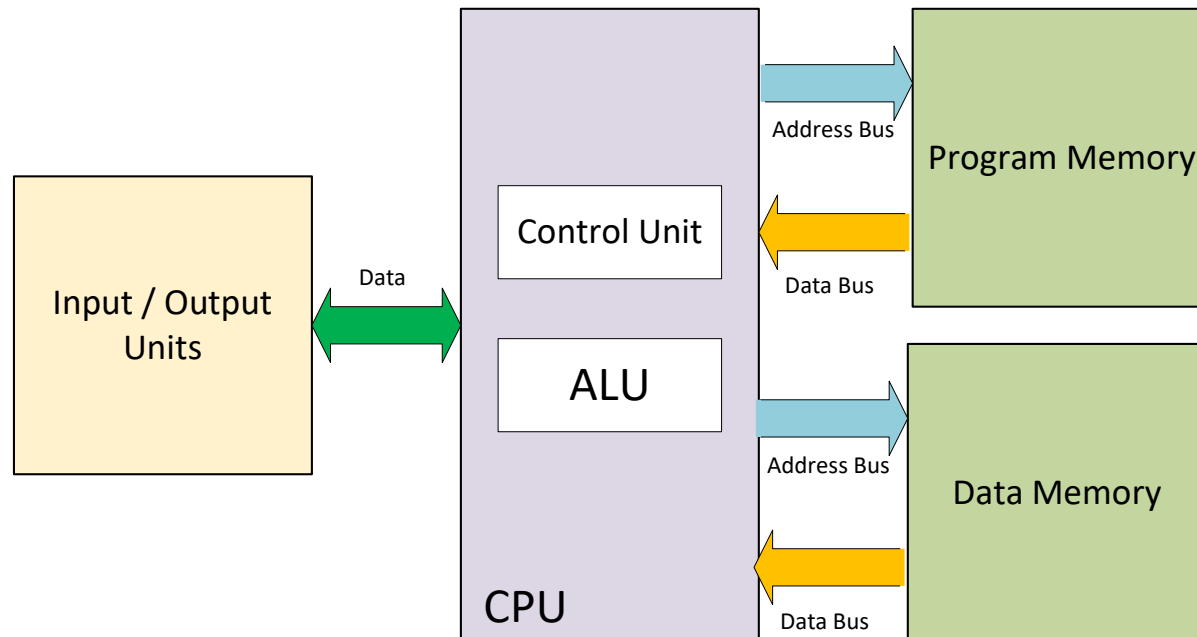 Input / Output
Units
Data
Control Unit
ALU
CPU
Address Bus
Data Bus
Program Memory
Address Bus
Data Bus
Data Memory